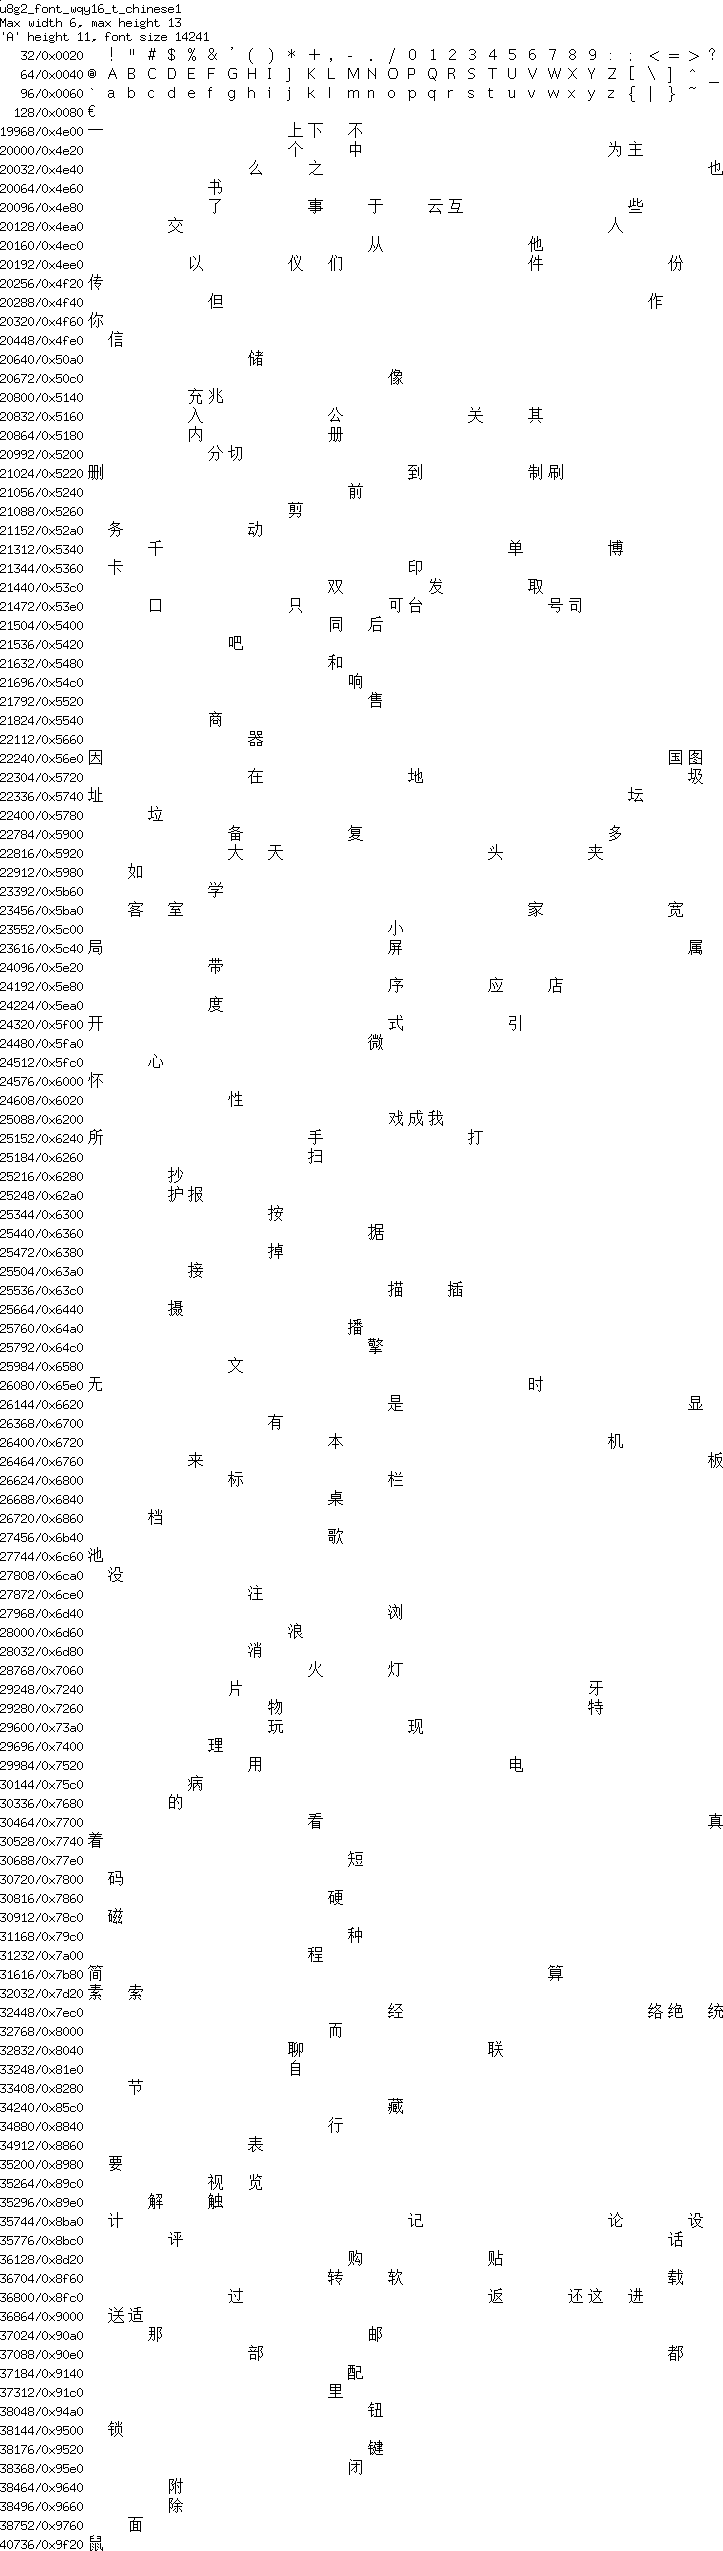 u8g2_font_wqy16_t_chinese1
Max width 6, max height 13
'A' height 11, font size 14241
32/0x0020 ! " # $ % & ' ( ) * + , - . / 0 1 2 3 4 5 6 7 8 9 : ; < = > ?
64/0x0040 @ A B C D E F G H I J K L M N O P Q R S T U V W X Y Z [ \ ] ^ _
96/0x0060 ` a b c d e f g h i j k l m n o p q r s t u v w x y z { | } ~
128/0x0080 €
19968/0x4e00 一 上 下 不
20000/0x4e20 个 中 为 主
20032/0x4e40 么 之 也
20064/0x4e60 书
20096/0x4e80 了 事 于 云 互 些
20128/0x4ea0 交 人
20160/0x4ec0 从 他
20192/0x4ee0 以 仪 们 件 份
20256/0x4f20 传
20288/0x4f40 但 作
20320/0x4f60 你
20448/0x4fe0 信
20640/0x50a0 储
20672/0x50c0 像
20800/0x5140 充 兆
20832/0x5160 入 公 关 其
20864/0x5180 内 册
20992/0x5200 分 切
21024/0x5220 删 到 制 刷
21056/0x5240 前
21088/0x5260 剪
21152/0x52a0 务 动
21312/0x5340 千 单 博
21344/0x5360 卡 印
21440/0x53c0 双 发 取
21472/0x53e0 口 只 可 台 号 司
21504/0x5400 同 后
21536/0x5420 吧
21632/0x5480 和
21696/0x54c0 响
21792/0x5520 售
21824/0x5540 商
22112/0x5660 器
22240/0x56e0 因 国 图
22304/0x5720 在 地 圾
22336/0x5740 址 坛
22400/0x5780 垃
22784/0x5900 备 复 多
22816/0x5920 大 天 头 夹
22912/0x5980 如
23392/0x5b60 学
23456/0x5ba0 客 室 家 宽
23552/0x5c00 小
23616/0x5c40 局 屏 属
24096/0x5e20 带
24192/0x5e80 序 应 店
24224/0x5ea0 度
24320/0x5f00 开 式 引
24480/0x5fa0 微
24512/0x5fc0 心
24576/0x6000 怀
24608/0x6020 性
25088/0x6200 戏 成 我
25152/0x6240 所 手 打
25184/0x6260 扫
25216/0x6280 抄
25248/0x62a0 护 报
25344/0x6300 按
25440/0x6360 据
25472/0x6380 掉
25504/0x63a0 接
25536/0x63c0 描 插
25664/0x6440 摄
25760/0x64a0 播
25792/0x64c0 擎
25984/0x6580 文
26080/0x65e0 无 时
26144/0x6620 是 显
26368/0x6700 有
26400/0x6720 本 机
26464/0x6760 来 板
26624/0x6800 标 栏
26688/0x6840 桌
26720/0x6860 档
27456/0x6b40 歌
27744/0x6c60 池
27808/0x6ca0 没
27872/0x6ce0 注
27968/0x6d40 浏
28000/0x6d60 浪
28032/0x6d80 消
28768/0x7060 火 灯
29248/0x7240 片 牙
29280/0x7260 物 特
29600/0x73a0 玩 现
29696/0x7400 理
29984/0x7520 用 电
30144/0x75c0 病
30336/0x7680 的
30464/0x7700 看 真
30528/0x7740 着
30688/0x77e0 短
30720/0x7800 码
30816/0x7860 硬
30912/0x78c0 磁
31168/0x79c0 种
31232/0x7a00 程
31616/0x7b80 简 算
32032/0x7d20 素 索
32448/0x7ec0 经 络 绝 统
32768/0x8000 而
32832/0x8040 聊 联
33248/0x81e0 自
33408/0x8280 节
34240/0x85c0 藏
34880/0x8840 行
34912/0x8860 表
35200/0x8980 要
35264/0x89c0 视 览
35296/0x89e0 解 触
35744/0x8ba0 计 记 论 设
35776/0x8bc0 评 话
36128/0x8d20 购 贴
36704/0x8f60 转 软 载
36800/0x8fc0 过 返 还 这 进
36864/0x9000 送 适
37024/0x90a0 那 邮
37088/0x90e0 部 都
37184/0x9140 配
37312/0x91c0 里
38048/0x94a0 钮
38144/0x9500 锁
38176/0x9520 键
38368/0x95e0 闭
38464/0x9640 附
38496/0x9660 除
38752/0x9760 面
40736/0x9f20 鼠